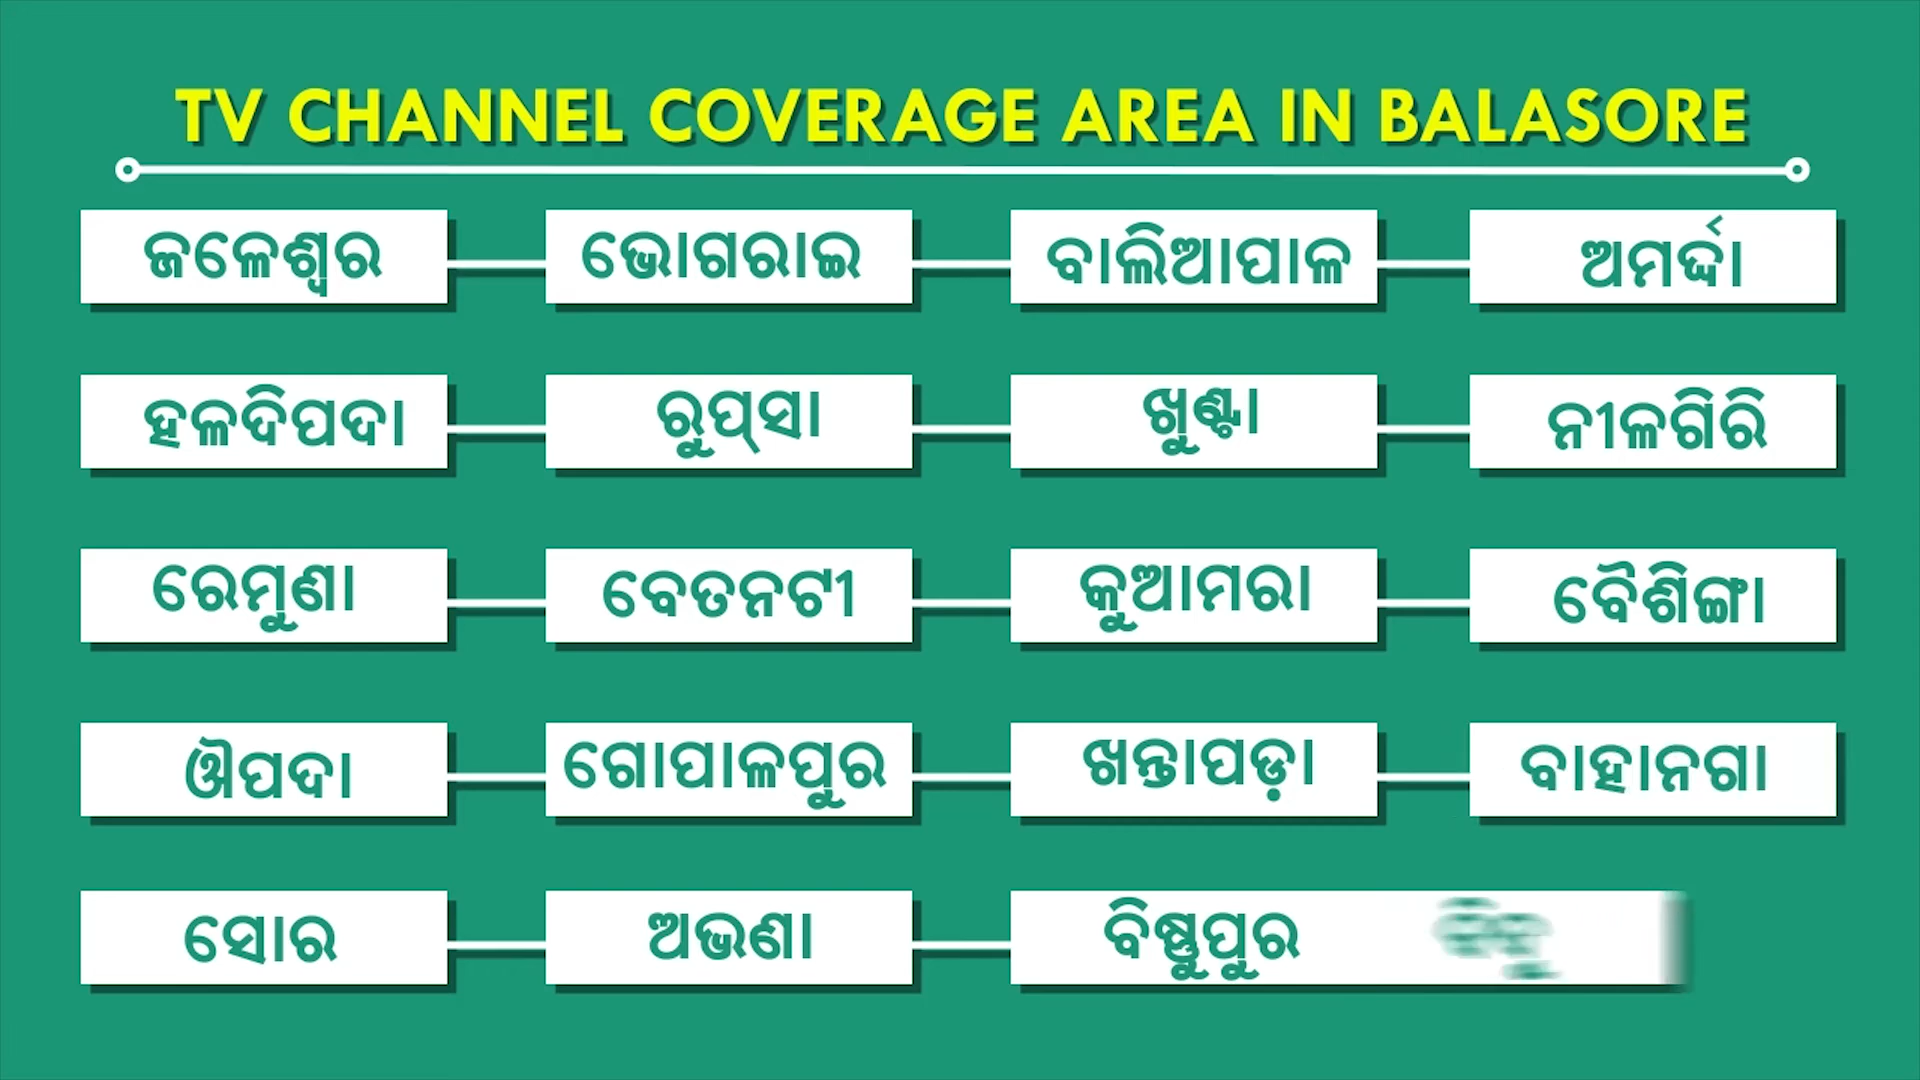 TV CHANNEL COVERAGE AREA IN BALASORE
ଜଳେଶ୍ୱର ଭୋଗରାଇ ବାଲିଆପାଳ ଅମର୍ଦ୍ଦା
ହଳଦିପଦା ରୁପ୍‌ସା ଖୁଣ୍ଟା ନୀଳଗିରି
ରେମୁଣା ବେତନଟୀ କୁଆମରା ବୈଶିଙ୍ଗା
ଔପଦା ଗୋପାଳପୁର ଖନ୍ତାପଡ଼ା ବାହାନଗା
ସୋର ଅଭଣା ବିଷ୍ଣୁପୁର